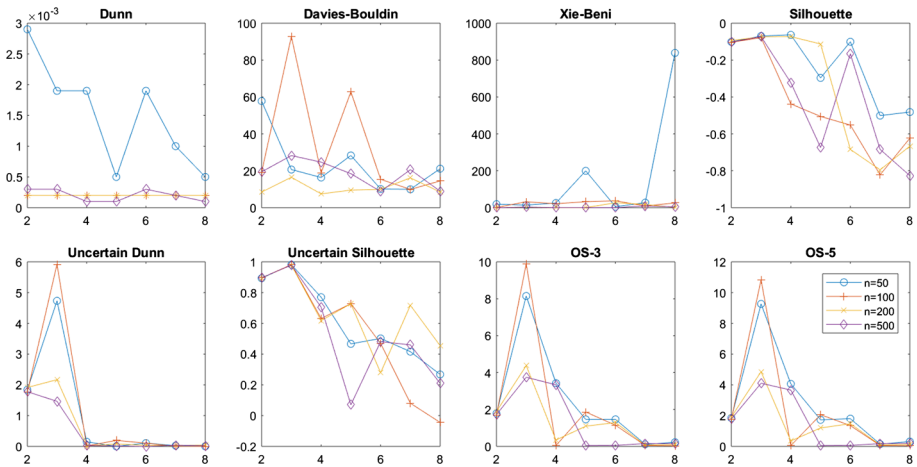 Dunn
×10⁻³
3
2.5
2
1.5
1
0.5
0
2 4 6 8
Davies-Bouldin
100
80
60
40
20
0
2 4 6 8
Xie-Beni
1000
800
600
400
200
0
2 4 6 8
Silhouette
0
-0.2
-0.4
-0.6
-0.8
-1
2 4 6 8
Uncertain Dunn
6
5
4
3
2
1
0
2 4 6 8
Uncertain Silhouette
1
0.8
0.6
0.4
0.2
0
-0.2
2 4 6 8
OS-3
10
8
6
4
2
0
2 4 6 8
OS-5
12
10
8
6
4
2
0
2 4 6 8
n=50
n=100
n=200
n=500